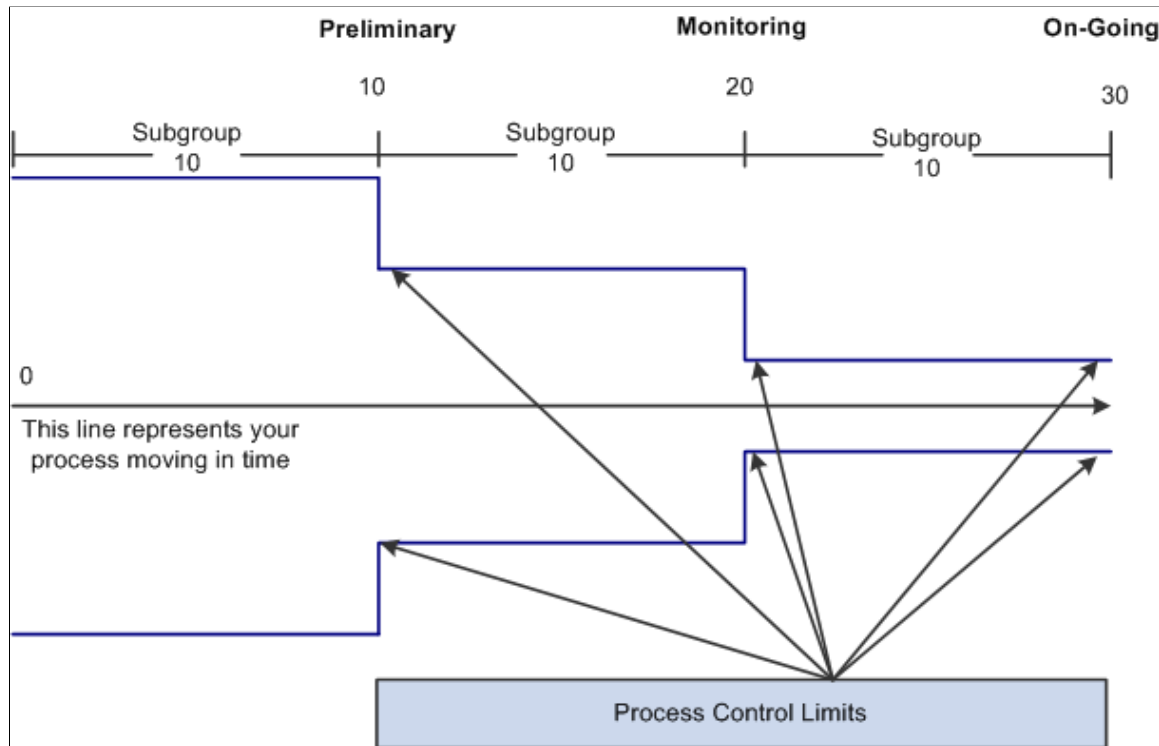 Preliminary
Monitoring
On-Going
10
20
30
Subgroup
10
Subgroup
10
Subgroup
10
0
This line represents your
process moving in time
Process Control Limits